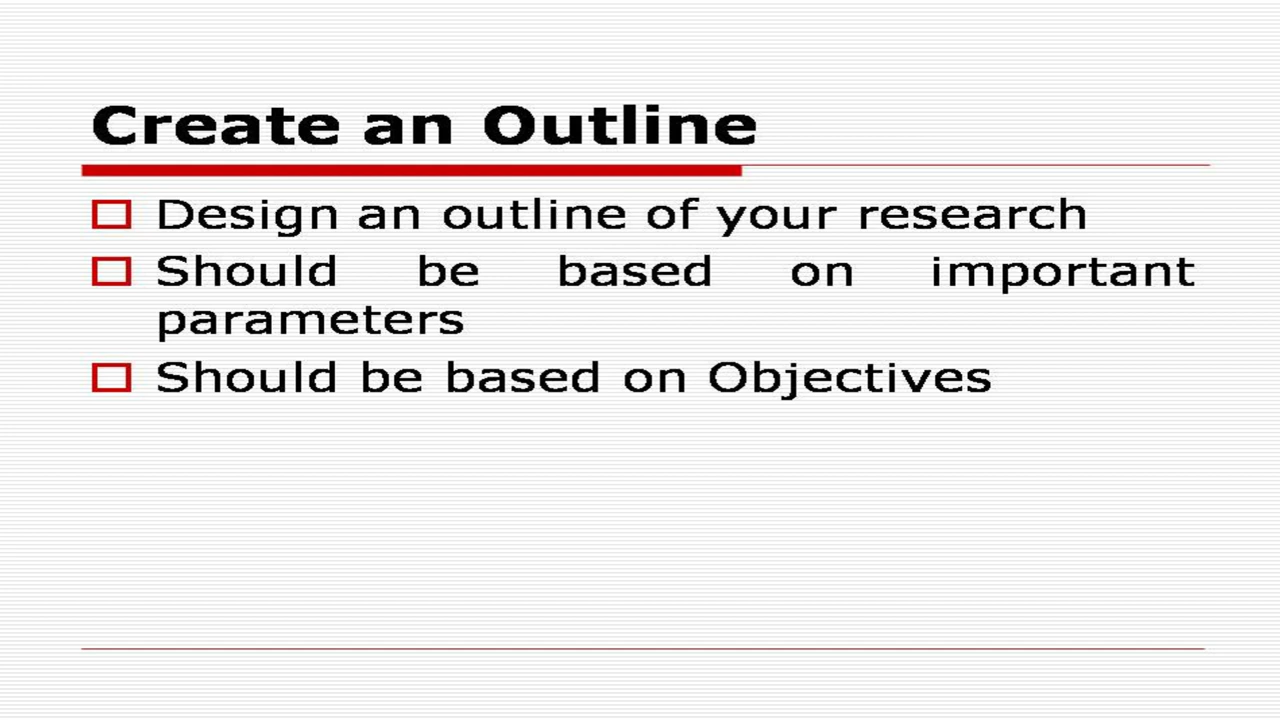 Create an Outline
Design an outline of your research
Should be based on important
parameters
Should be based on Objectives